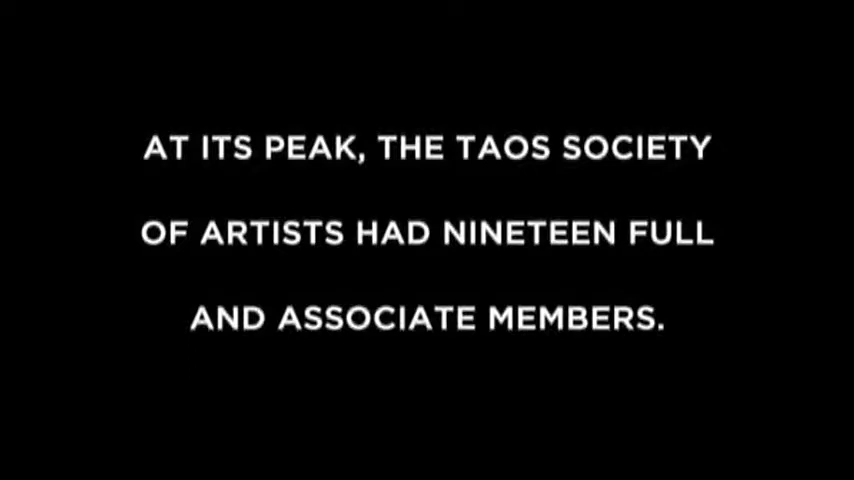 AT ITS PEAK, THE TAOS SOCIETY
OF ARTISTS HAD NINETEEN FULL
AND ASSOCIATE MEMBERS.